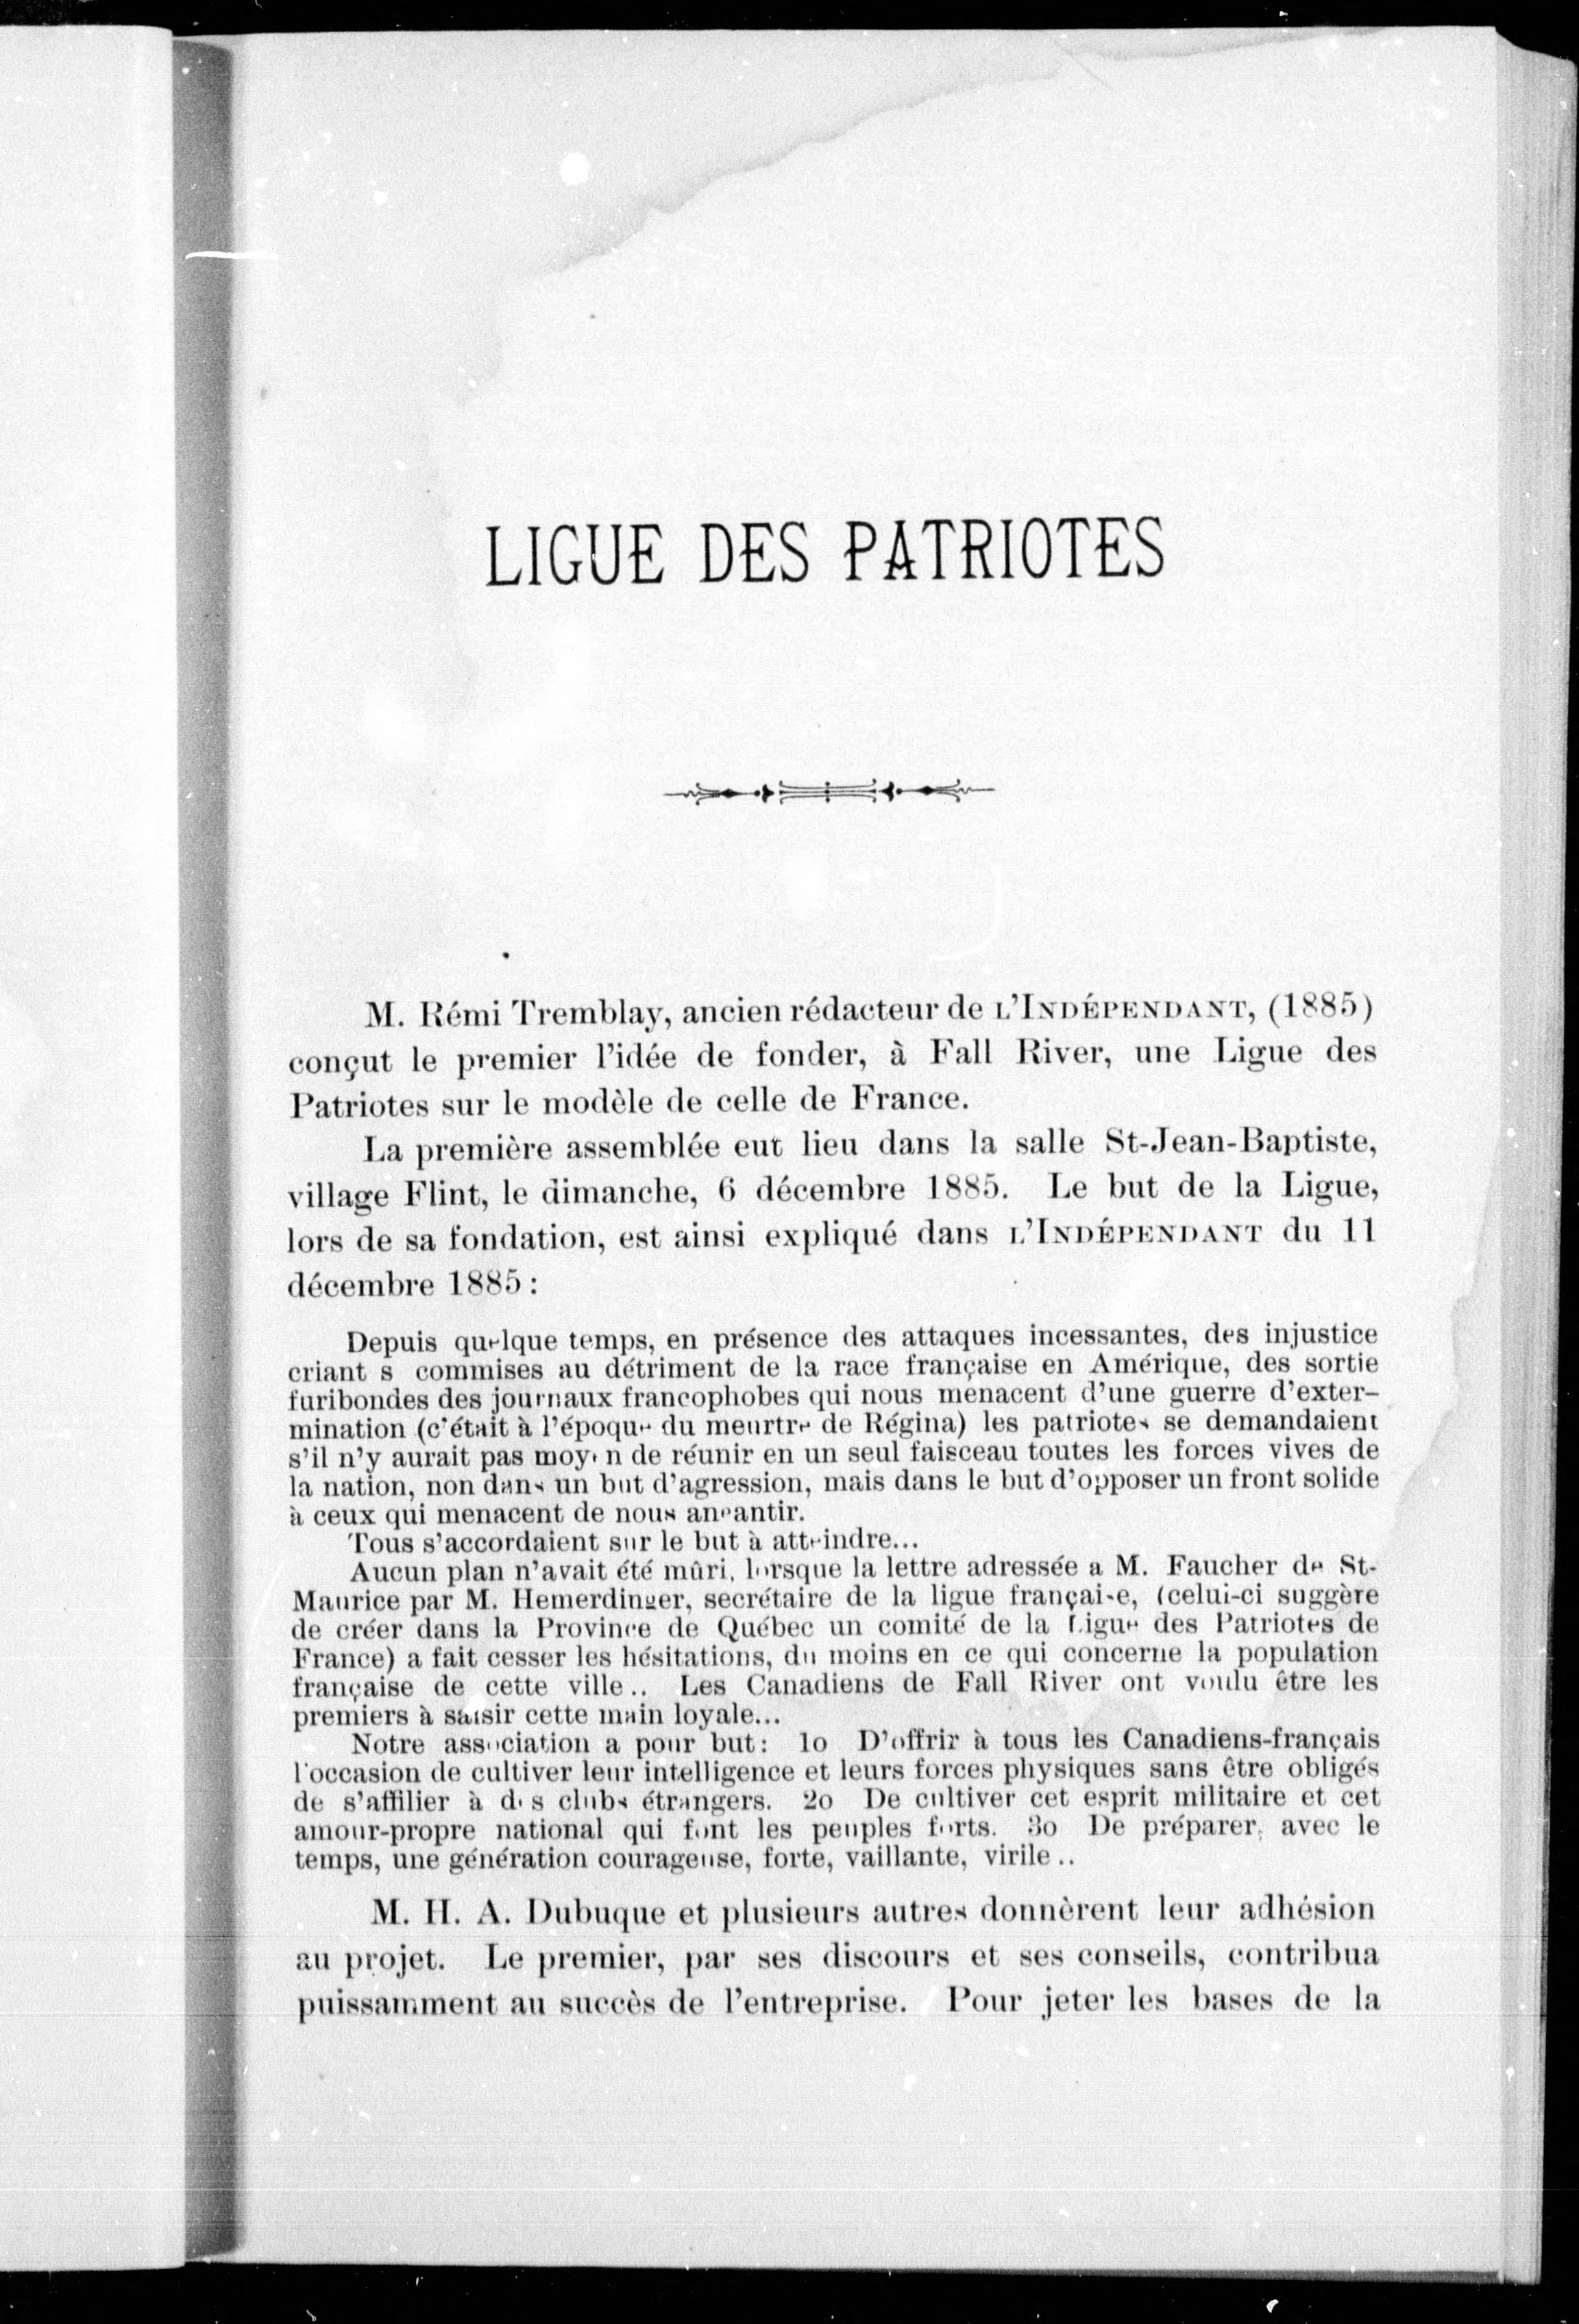 LIGUE DES PATRIOTES
M. Rémi Tremblay, ancien rédacteur de L'INDÉPENDANT, (1885)
conçut le premier l'idée de fonder, à Fall River, une Ligue des
Patriotes sur le modèle de celle de France.
La première assemblée eut lieu dans la salle St-Jean-Baptiste,
village Flint, le dimanche, 6 décembre 1885. Le but de la Ligue,
lors de sa fondation, est ainsi expliqué dans L'INDÉPENDANT du 11
décembre 1885:
Depuis quelque temps, en présence des attaques incessantes, des injustice
criant s commises au détriment de la race française en Amérique, des sortie
furibondes des journaux francophobes qui nous menacent d'une guerre d'exter-
mination (c'était à l'époque du meurtre de Régina) les patriotes se demandaient
s'il n'y aurait pas moyen de réunir en un seul faisceau toutes les forces vives de
la nation, non dans un but d'agression, mais dans le but d'opposer un front solide
à ceux qui menacent de nous aneantir.
Tous s'accordaient sur le but à atteindre...
Aucun plan n'avait été mûri, lorsque la lettre adressée a M. Faucher de St-
Maurice par M. Hemerdinger, secrétaire de la ligue française, (celui-ci suggère
de créer dans la Province de Québec un comité de la Ligue des Patriotes de
France) a fait cesser les hésitations, du moins en ce qui concerne la population
française de cette ville.. Les Canadiens de Fall River ont voulu être les
premiers à saisir cette main loyale...
Notre association a pour but: 1o D'offrir à tous les Canadiens-français
l'occasion de cultiver leur intelligence et leurs forces physiques sans être obligés
de s'affilier à des clubs étrangers. 2o De cultiver cet esprit militaire et cet
amour-propre national qui font les peuples forts. 3o De préparer, avec le
temps, une génération courageuse, forte, vaillante, virile..
M. H. A. Dubuque et plusieurs autres donnèrent leur adhésion
au projet. Le premier, par ses discours et ses conseils, contribua
puissamment au succès de l'entreprise. Pour jeter les bases de la